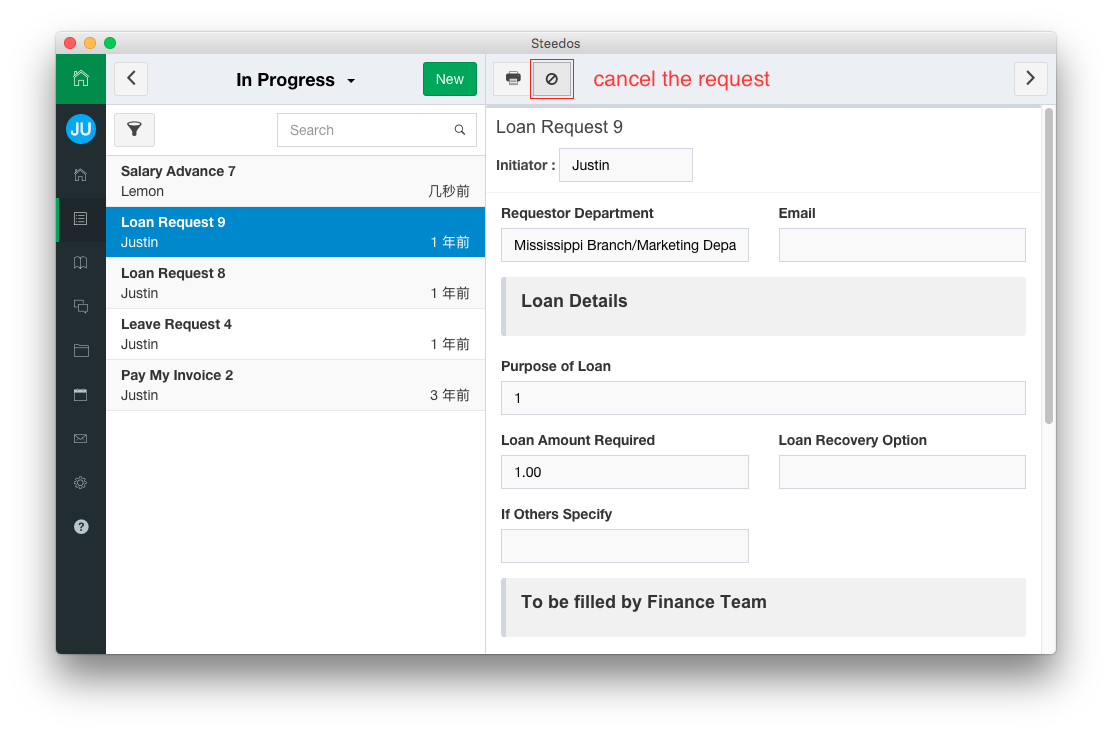 Steedos
In Progress
New
cancel the request
JU
Search
Salary Advance 7
Lemon 几秒前
Loan Request 9
Justin 1 年前
Loan Request 8
Justin 1 年前
Leave Request 4
Justin 1 年前
Pay My Invoice 2
Justin 3 年前
?
Loan Request 9
Initiator : Justin
Requestor Department Email
Mississippi Branch/Marketing Depa
Loan Details
Purpose of Loan
1
Loan Amount Required Loan Recovery Option
1.00
If Others Specify
To be filled by Finance Team